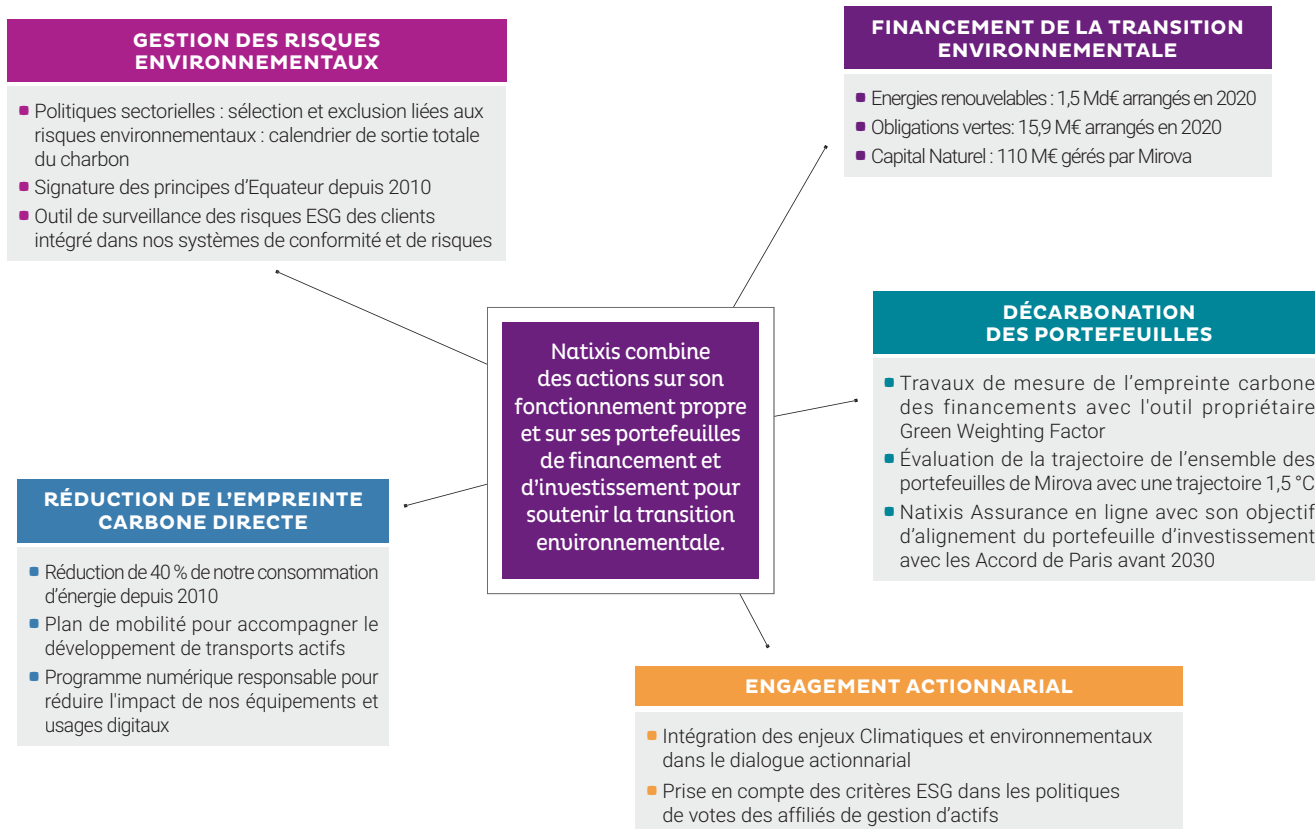 GESTION DES RISQUES
ENVIRONNEMENTAUX
Politiques sectorielles : sélection et exclusion liées aux
risques environnementaux : calendrier de sortie totale
du charbon
Signature des principes d'Equateur depuis 2010
Outil de surveillance des risques ESG des clients
intégré dans nos systèmes de conformité et de risques
FINANCEMENT DE LA TRANSITION
ENVIRONNEMENTALE
Energies renouvelables : 1,5 Md€ arrangés en 2020
Obligations vertes: 15,9 M€ arrangés en 2020
Capital Naturel : 110 M€ gérés par Mirova
Natixis combine
des actions sur son
fonctionnement propre
et sur ses portefeuilles
de financement et
d'investissement pour
soutenir la transition
environnementale.
DÉCARBONATION
DES PORTEFEUILLES
Travaux de mesure de l'empreinte carbone
des financements avec l'outil propriétaire
Green Weighting Factor
Évaluation de la trajectoire de l'ensemble des
portefeuilles de Mirova avec une trajectoire 1,5 °C
Natixis Assurance en ligne avec son objectif
d'alignement du portefeuille d'investissement
avec les Accord de Paris avant 2030
RÉDUCTION DE L'EMPREINTE
CARBONE DIRECTE
Réduction de 40 % de notre consommation
d'énergie depuis 2010
Plan de mobilité pour accompagner le
développement de transports actifs
Programme numérique responsable pour
réduire l'impact de nos équipements et
usages digitaux
ENGAGEMENT ACTIONNARIAL
Intégration des enjeux Climatiques et environnementaux
dans le dialogue actionnarial
Prise en compte des critères ESG dans les politiques
de votes des affiliés de gestion d'actifs